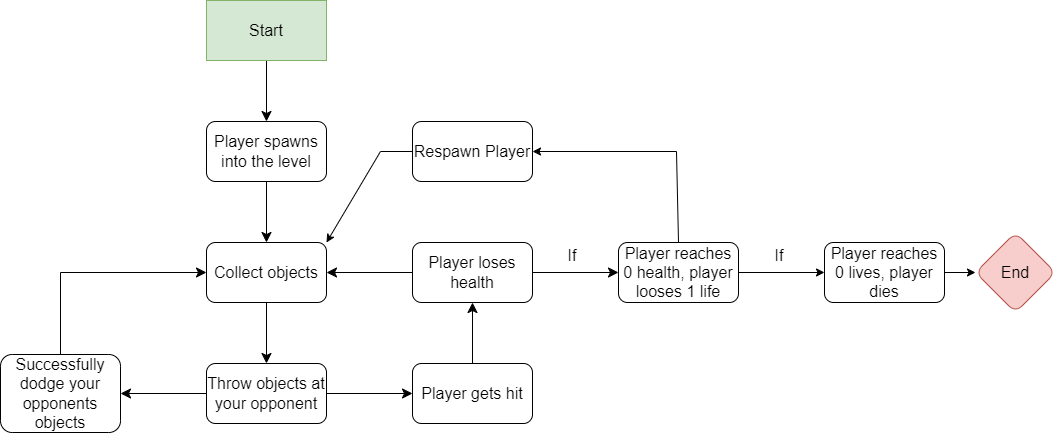 Start
Player spawns
into the level
Respawn Player
Collect objects
Player loses
health
If
Player reaches
0 health, player
looses 1 life
If
Player reaches
0 lives, player
dies
End
Successfully
dodge your
opponents
objects
Throw objects at
your opponent
Player gets hit